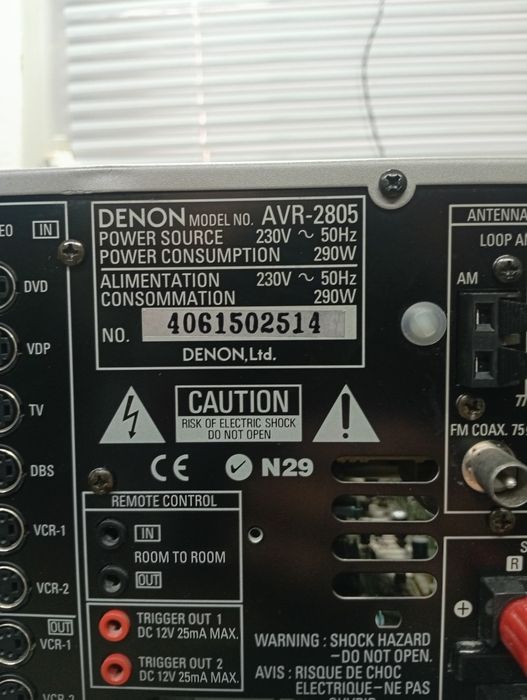 DENON MODEL NO. AVR-2805
POWER SOURCE 230V ~ 50Hz
POWER CONSUMPTION 290W
ALIMENTATION 230V ~ 50Hz
CONSOMMATION 290W
NO. 4061502514
DENON, Ltd.
CAUTION
RISK OF ELECTRIC SHOCK
DO NOT OPEN
CE N29
REMOTE CONTROL
IN
ROOM TO ROOM
OUT
TRIGGER OUT 1
DC 12V 25mA MAX.
TRIGGER OUT 2
DC 12V 25mA MAX.
WARNING : SHOCK HAZARD
– DO NOT OPEN.
AVIS : RISQUE DE CHOC
ELECTRIQUE – NE PAS
IN
DVD
VDP
TV
DBS
VCR-1
VCR-2
OUT
VCR-1
ANTENNA
LOOP
AM
FM COAX. 75
R
+